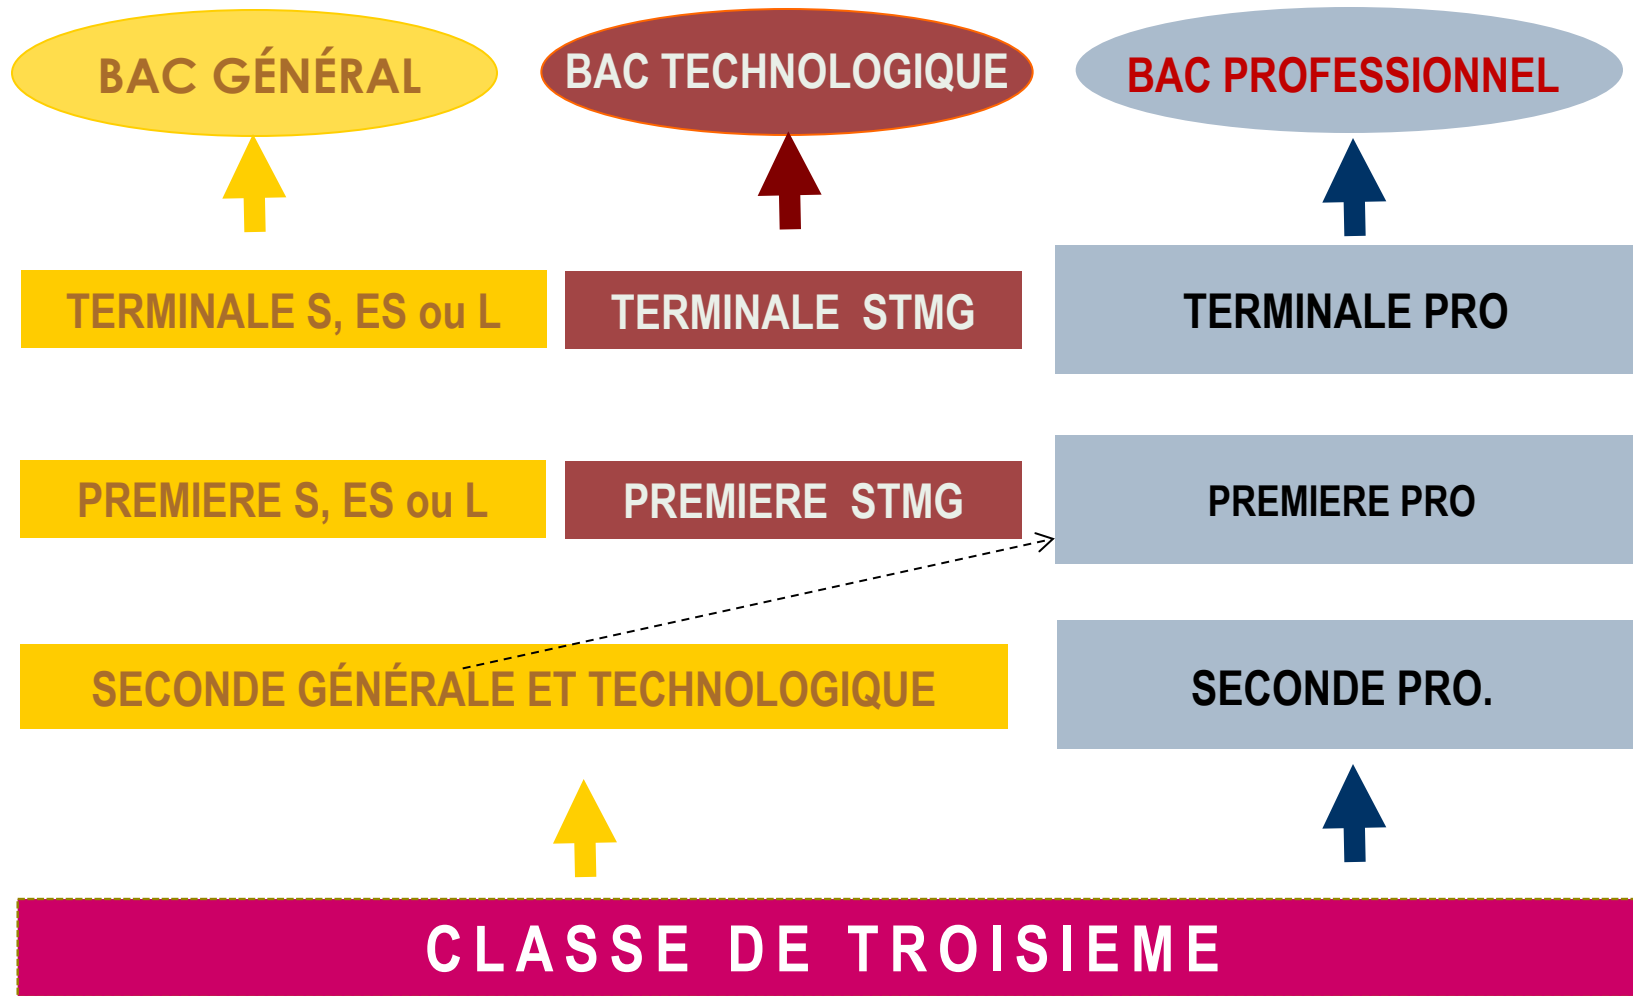 BAC GÉNÉRAL
BAC TECHNOLOGIQUE
BAC PROFESSIONNEL
TERMINALE S, ES ou L
TERMINALE STMG
TERMINALE PRO
PREMIERE S, ES ou L
PREMIERE STMG
PREMIERE PRO
SECONDE GÉNÉRALE ET TECHNOLOGIQUE
SECONDE PRO.
CLASSE DE TROISIEME